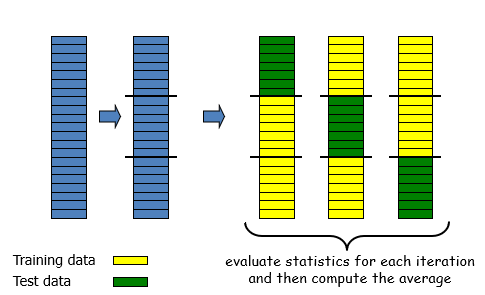 Training data
Test data
evaluate statistics for each iteration
and then compute the average